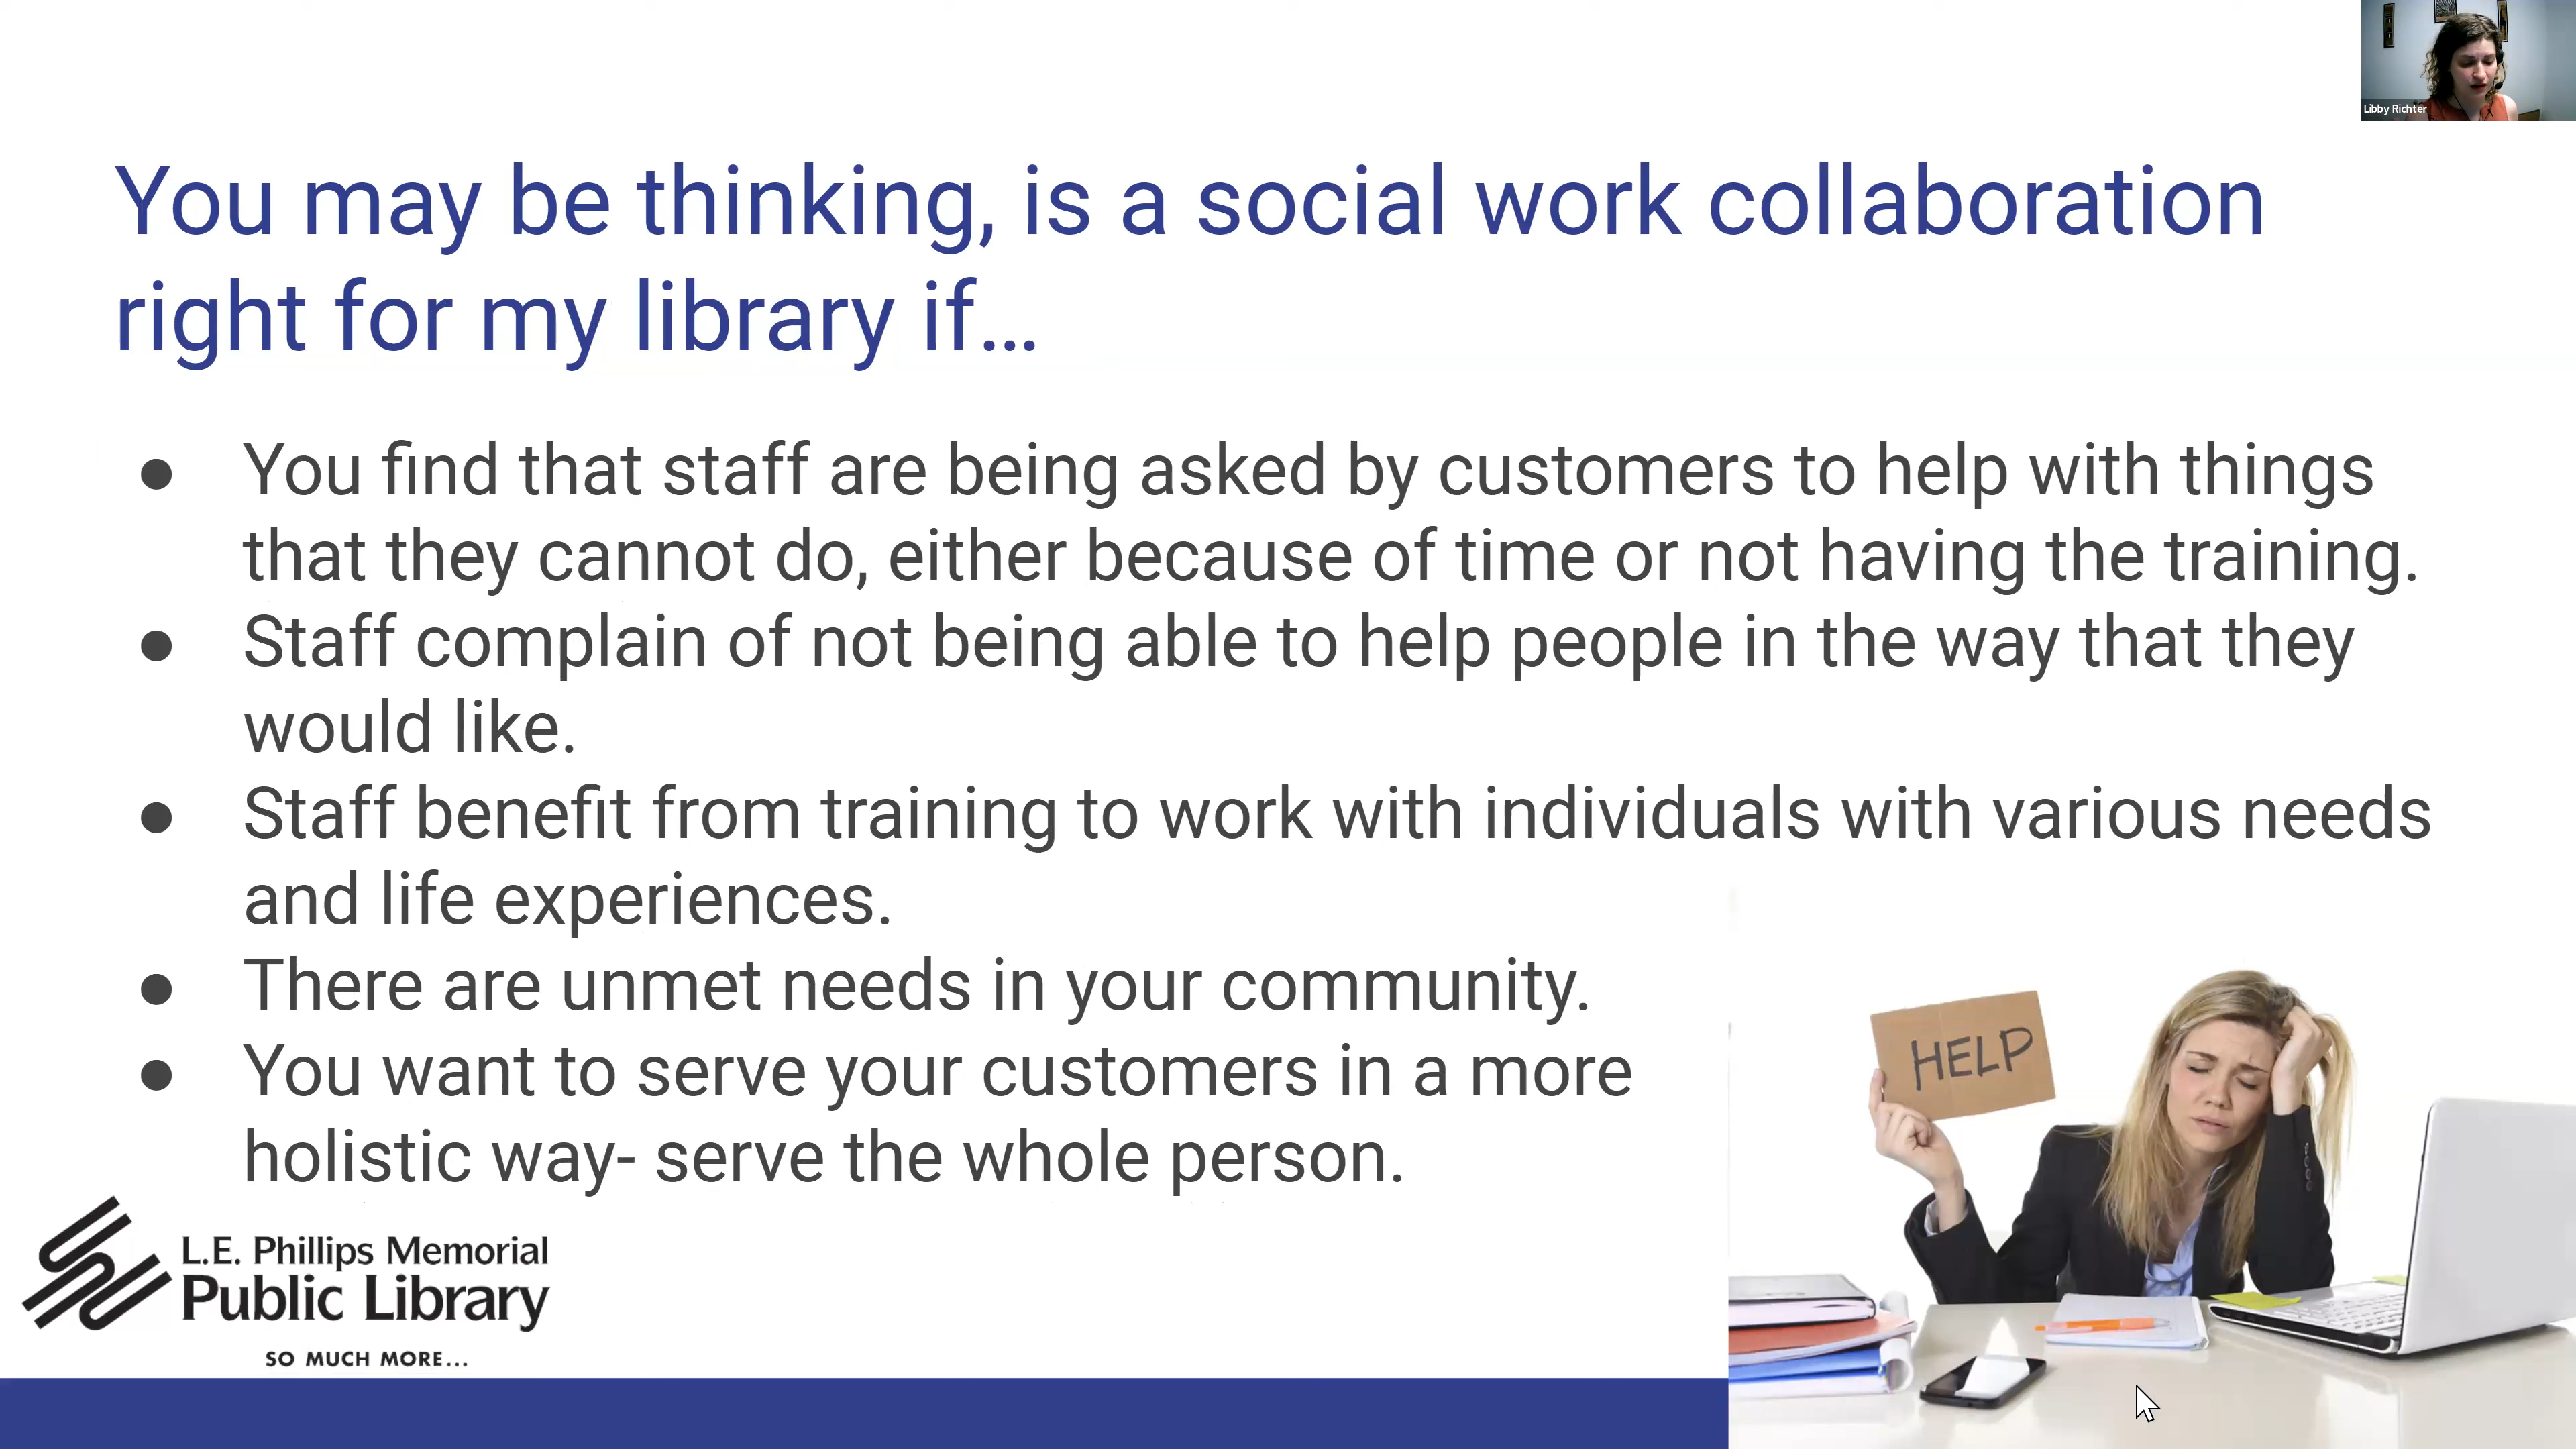 Libby Richter
You may be thinking, is a social work collaboration
right for my library if…
● You find that staff are being asked by customers to help with things
that they cannot do, either because of time or not having the training.
● Staff complain of not being able to help people in the way that they
would like.
● Staff benefit from training to work with individuals with various needs
and life experiences.
● There are unmet needs in your community.
● You want to serve your customers in a more
holistic way- serve the whole person.
HELP
L.E. Phillips Memorial
Public Library
SO MUCH MORE...